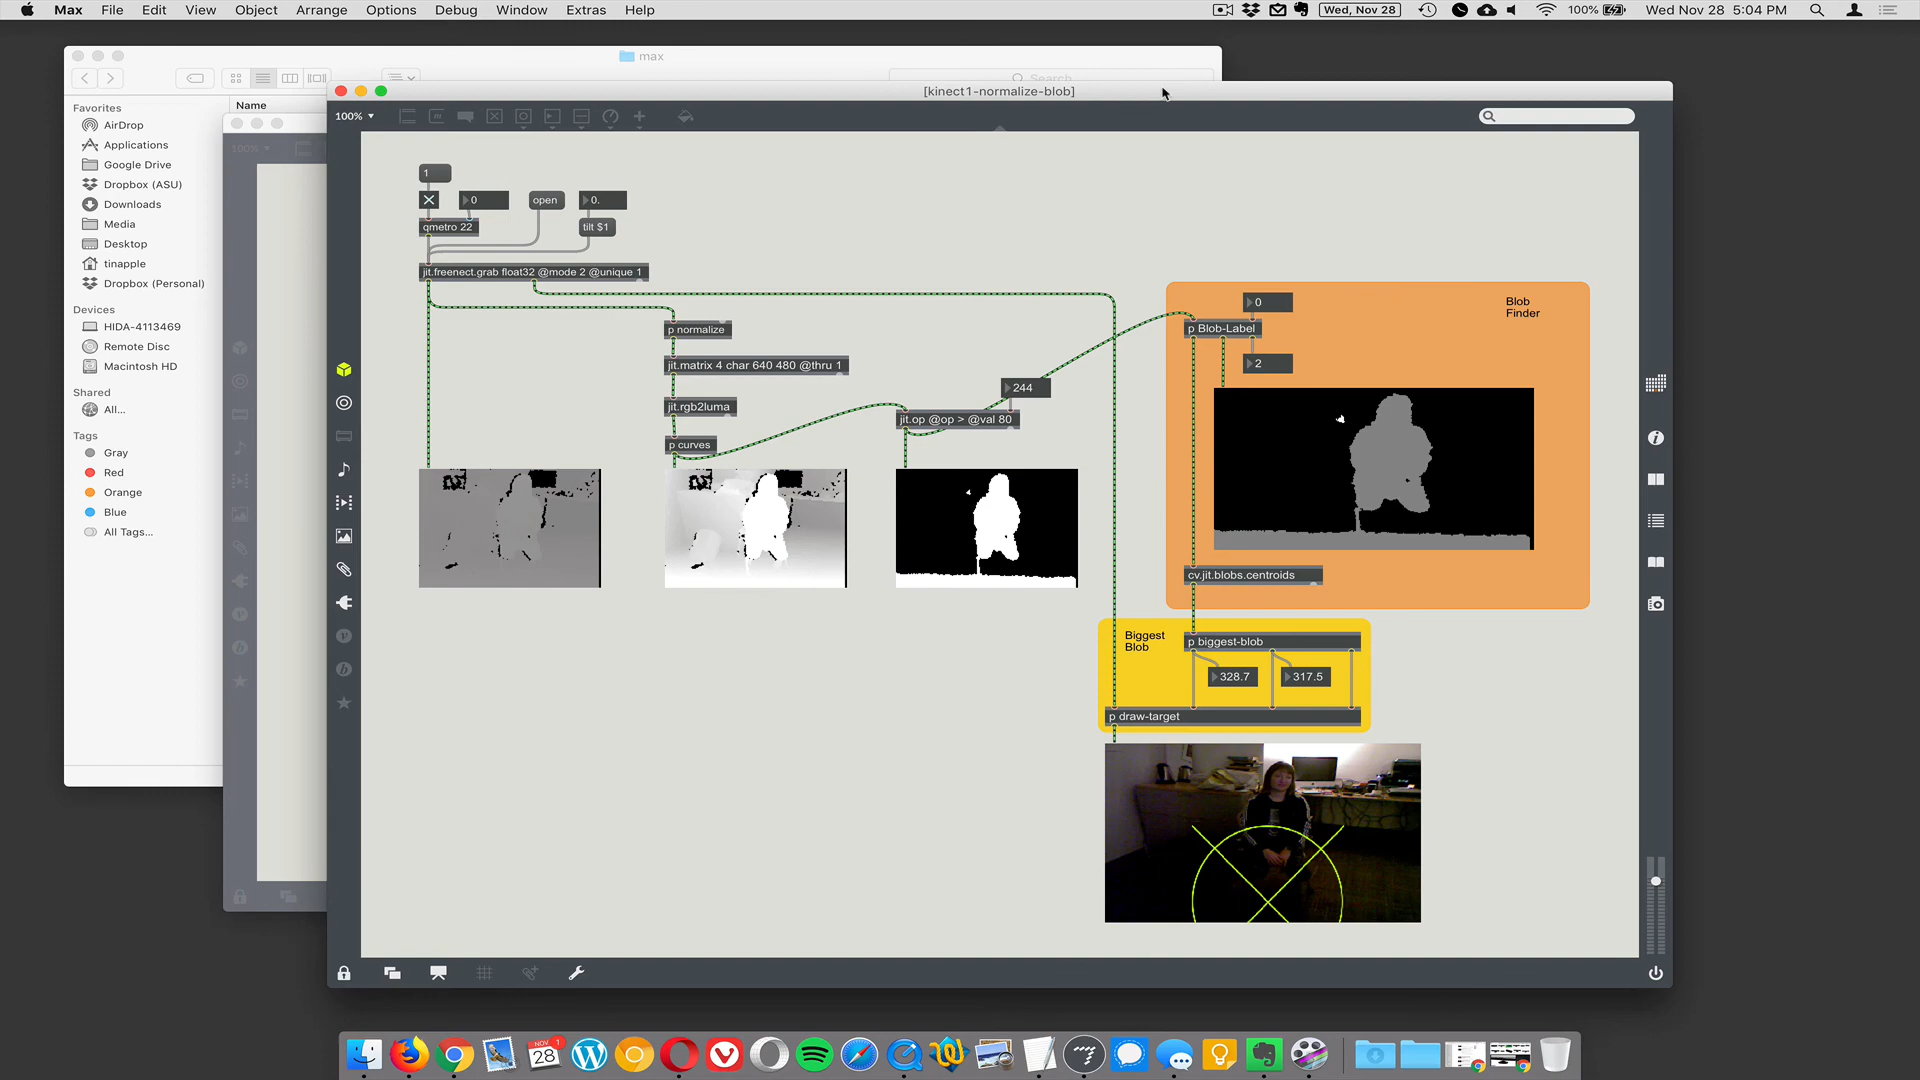 Max File Edit View Object Arrange Options Debug Window Extras Help
Wed, Nov 28
100%
Wed Nov 28 5:04 PM
max
Search
Favorites
AirDrop
Applications
Google Drive
Dropbox (ASU)
Downloads
Media
Desktop
tinapple
Dropbox (Personal)
Devices
HIDA-4113469
Remote Disc
Macintosh HD
Shared
All...
Tags
Gray
Red
Orange
Blue
All Tags...
Name
100%
[kinect1-normalize-blob]
100%
1
0
open
0.
qmetro 22
tilt $1
jit.freenect.grab float32 @mode 2 @unique 1
p normalize
jit.matrix 4 char 640 480 @thru 1
jit.rgb2luma
p curves
244
jit.op @op > @val 80
0
Blob
Finder
p Blob-Label
2
cv.jit.blobs.centroids
Biggest
Blob
p biggest-blob
328.7
317.5
p draw-target
NOV
28
1